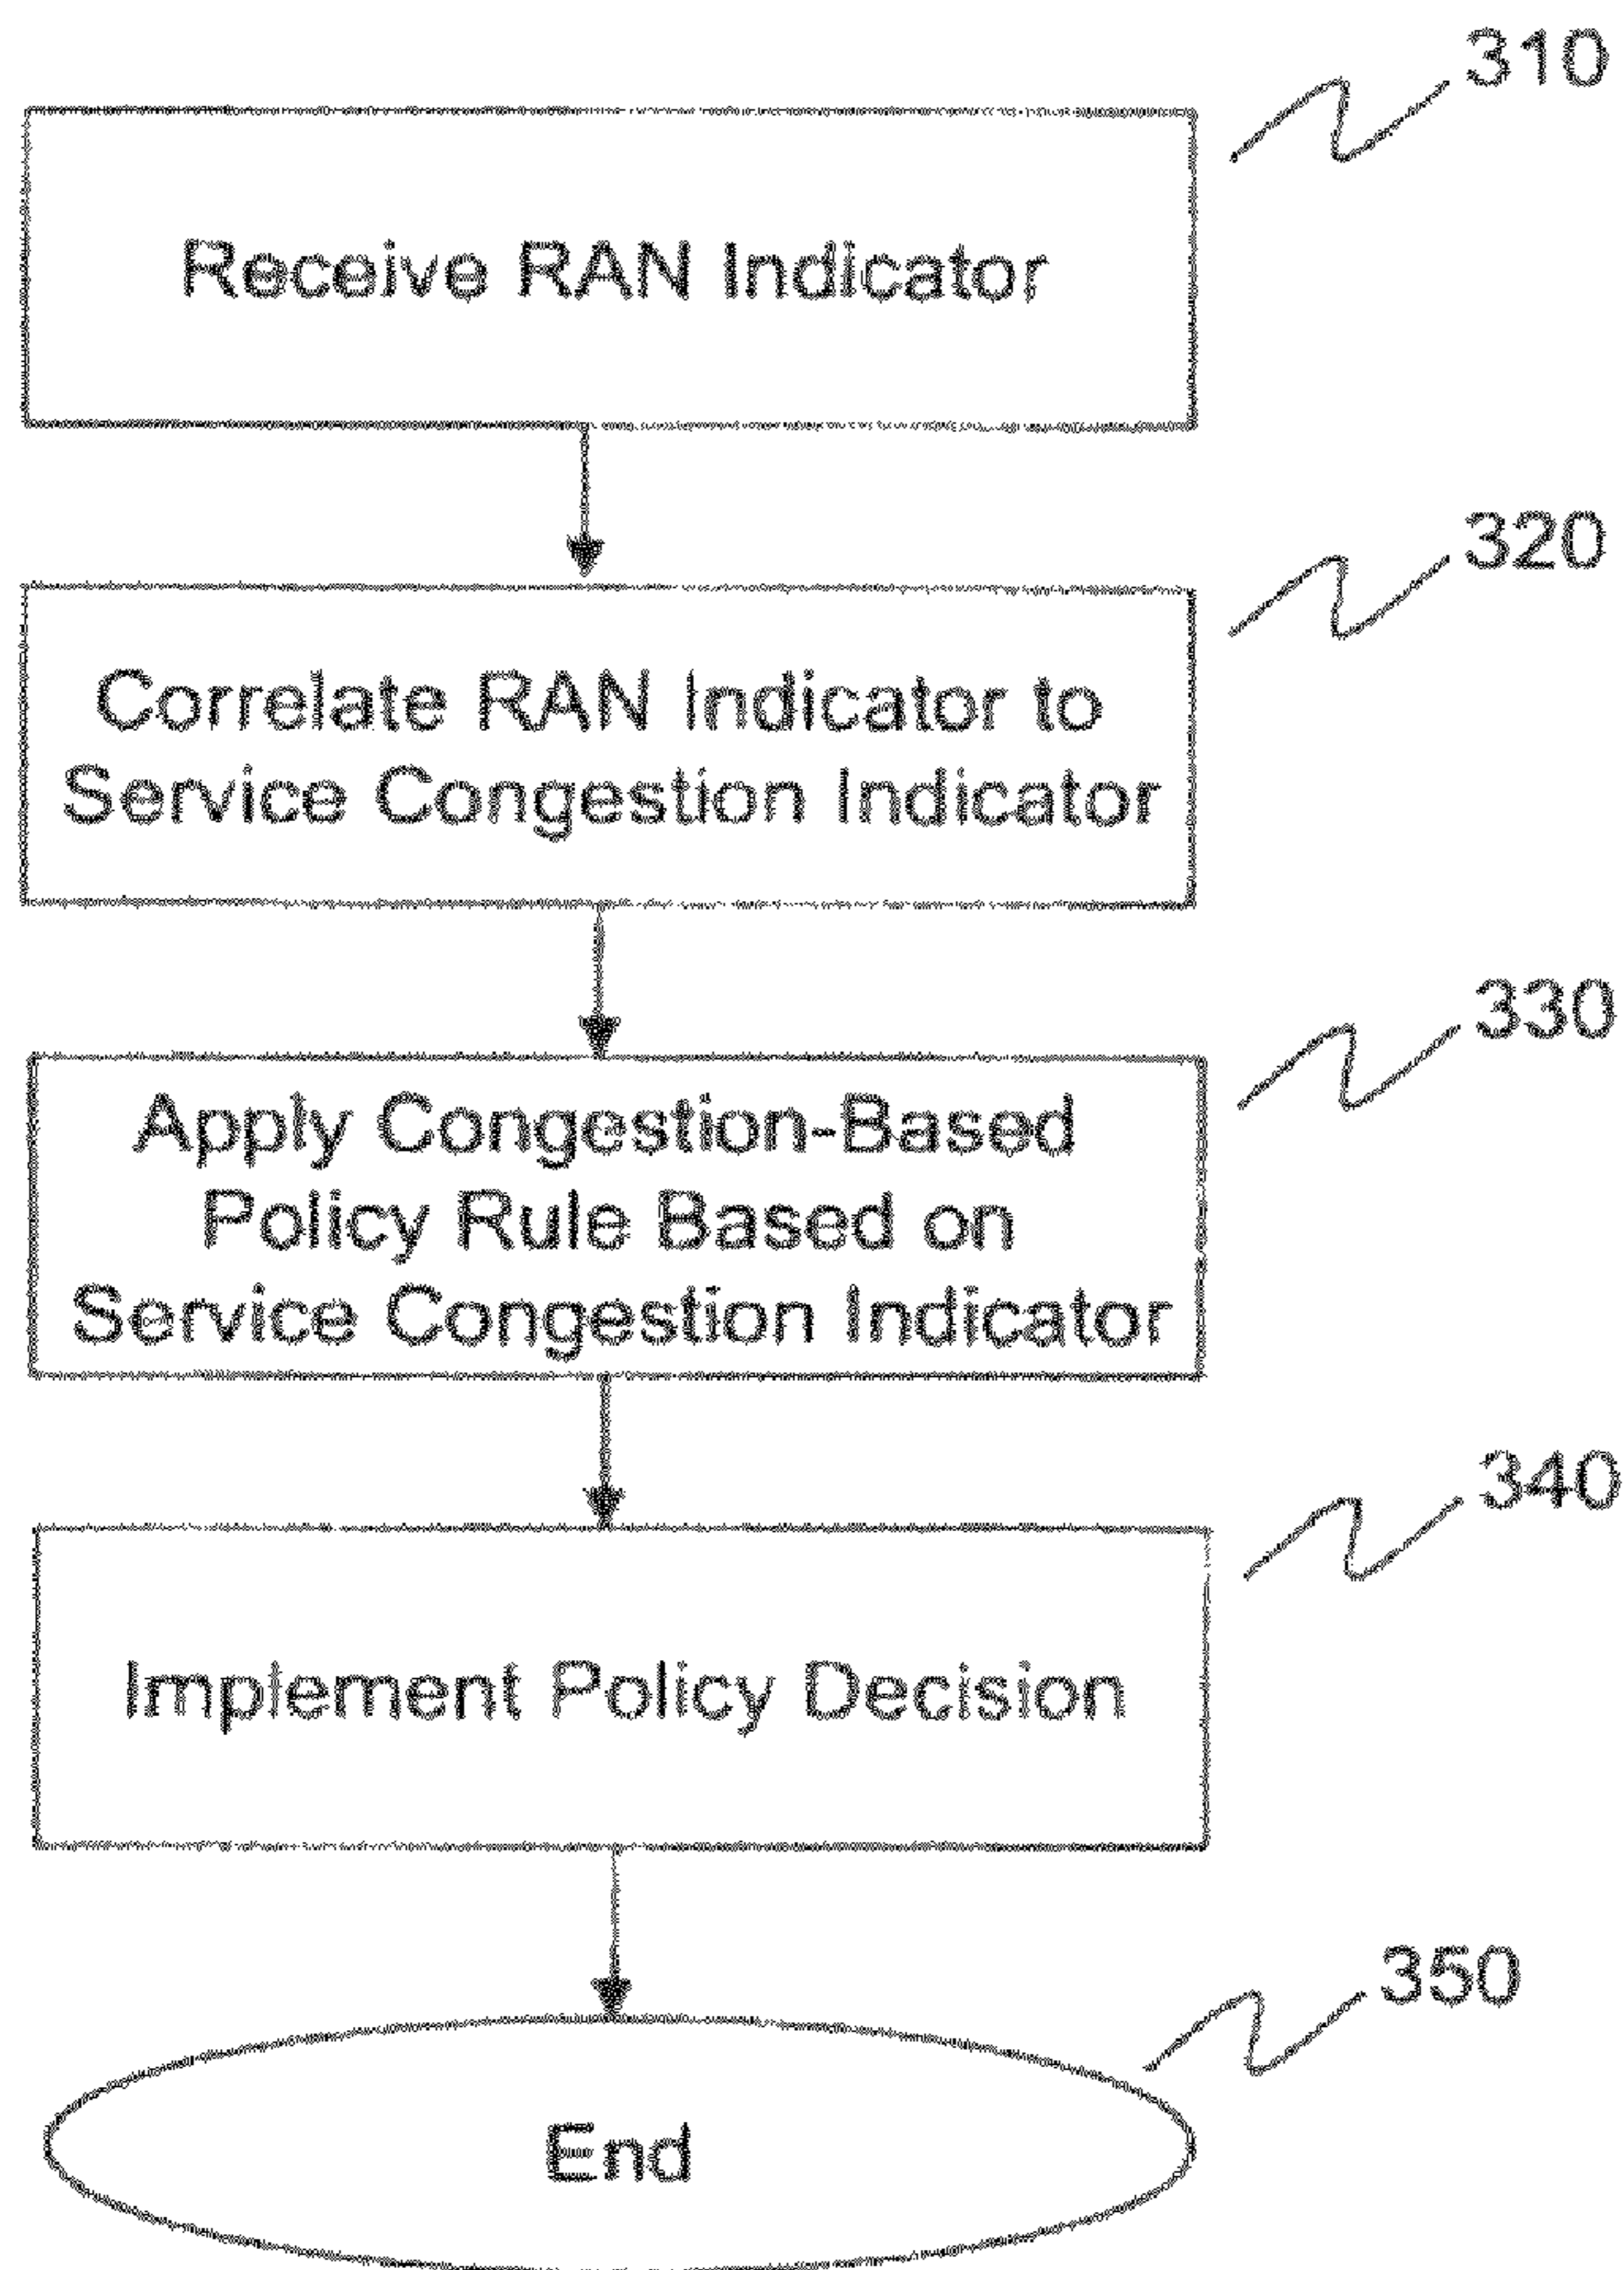 310
Receive RAN Indicator
320
Correlate RAN Indicator to
Service Congestion Indicator
330
Apply Congestion-Based
Policy Rule Based on
Service Congestion Indicator
340
Implement Policy Decision
350
End